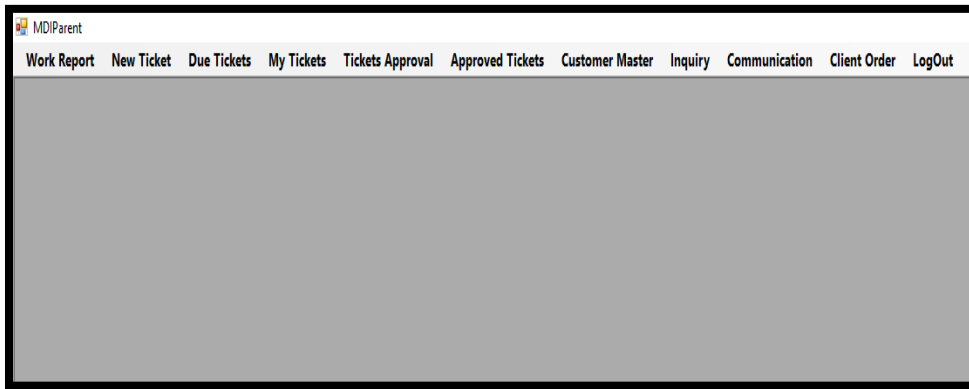 MDIParent
Work Report New Ticket Due Tickets My Tickets Tickets Approval Approved Tickets Customer Master Inquiry Communication Client Order LogOut